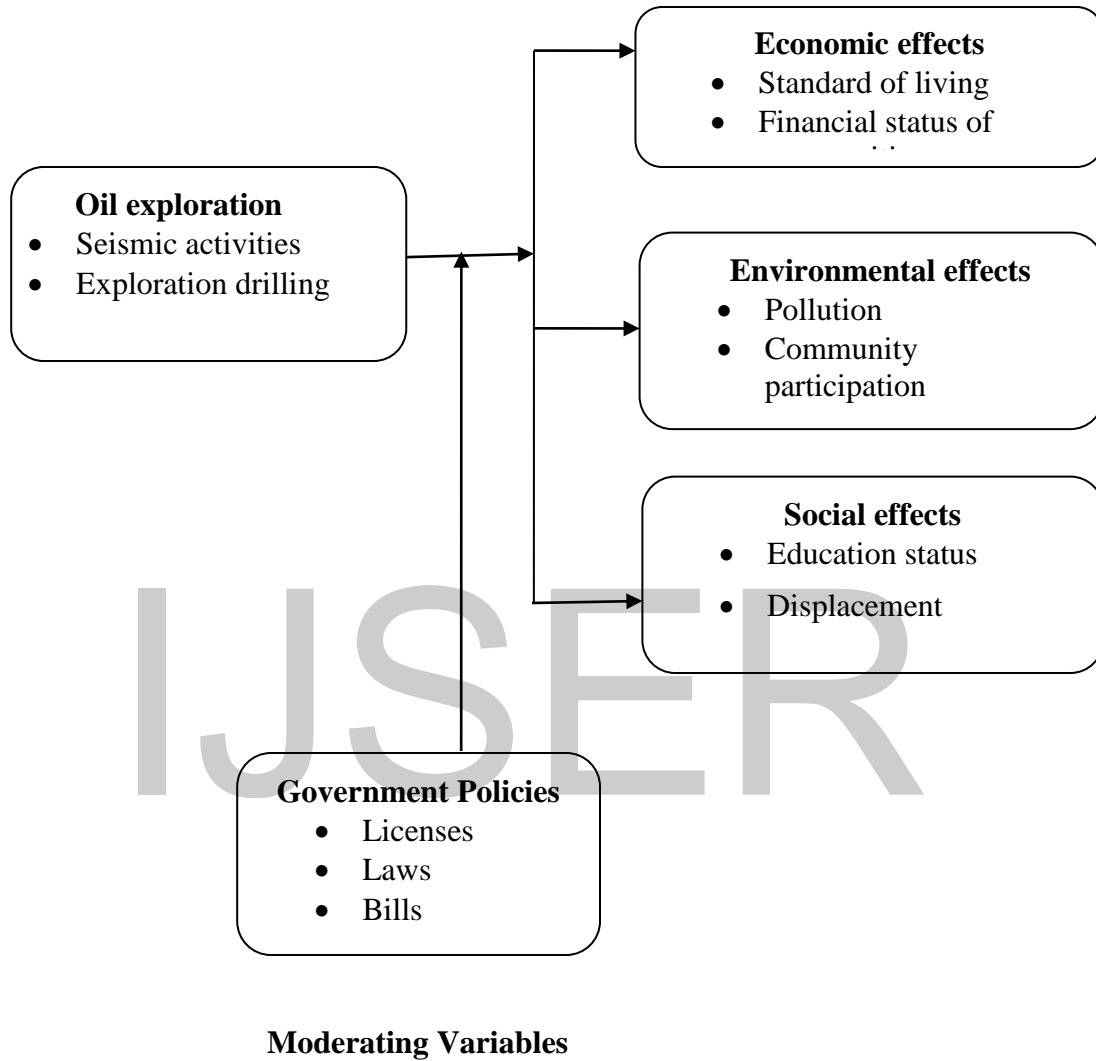 Economic effects
• Standard of living
• Financial status of
Oil exploration
• Seismic activities
• Exploration drilling
Environmental effects
• Pollution
• Community
participation
Social effects
• Education status
• Displacement
IJSER
Government Policies
• Licenses
• Laws
• Bills
Moderating Variables